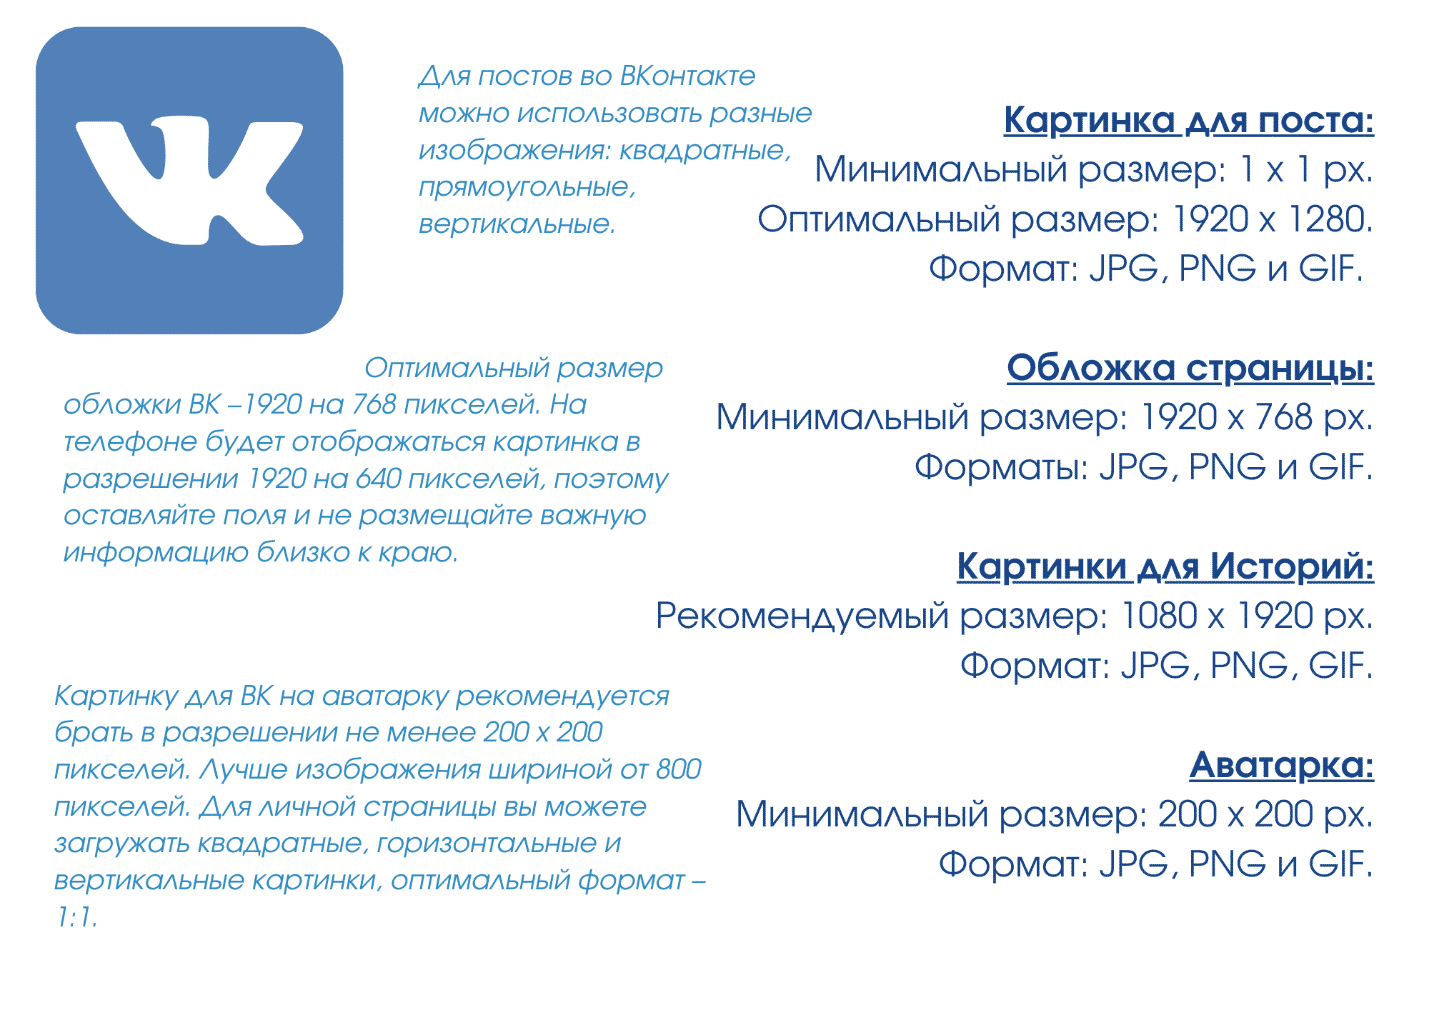 Для постов во ВКонтакте
можно использовать разные
изображения: квадратные,
прямоугольные,
вертикальные.
Картинка для поста:
Минимальный размер: 1 х 1 px.
Оптимальный размер: 1920 х 1280.
Формат: JPG, PNG и GIF.
Оптимальный размер
обложки ВК –1920 на 768 пикселей. На
телефоне будет отображаться картинка в
разрешении 1920 на 640 пикселей, поэтому
оставляйте поля и не размещайте важную
информацию близко к краю.
Обложка страницы:
Минимальный размер: 1920 х 768 px.
Форматы: JPG, PNG и GIF.
Картинки для Историй:
Рекомендуемый размер: 1080 х 1920 px.
Формат: JPG, PNG, GIF.
Картинку для ВК на аватарку рекомендуется
брать в разрешении не менее 200 х 200
пикселей. Лучше изображения шириной от 800
пикселей. Для личной страницы вы можете
загружать квадратные, горизонтальные и
вертикальные картинки, оптимальный формат –
1:1.
Аватарка:
Минимальный размер: 200 х 200 px.
Формат: JPG, PNG и GIF.